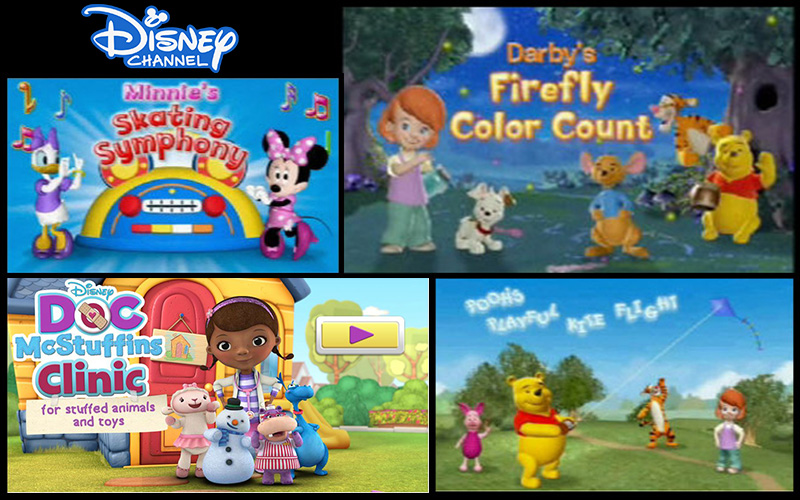 Disney
CHANNEL
Minnie's
Skating
Symphony
Darby's
Firefly
Color Count
Disney
DOC
McStuffins
Clinic
for stuffed animals
and toys
POOH'S
PLAYFUL KITE FLIGHT